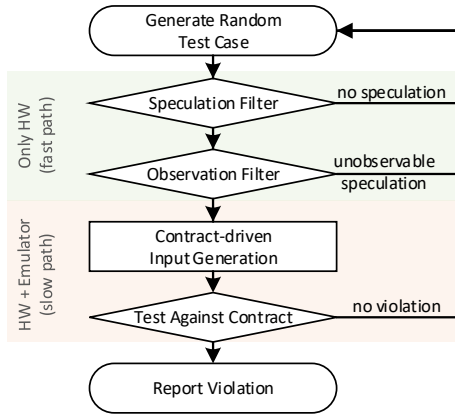 Generate Random
Test Case
Only HW
(fast path)
Speculation Filter
no speculation
Observation Filter
unobservable
speculation
HW + Emulator
(slow path)
Contract-driven
Input Generation
Test Against Contract
no violation
Report Violation